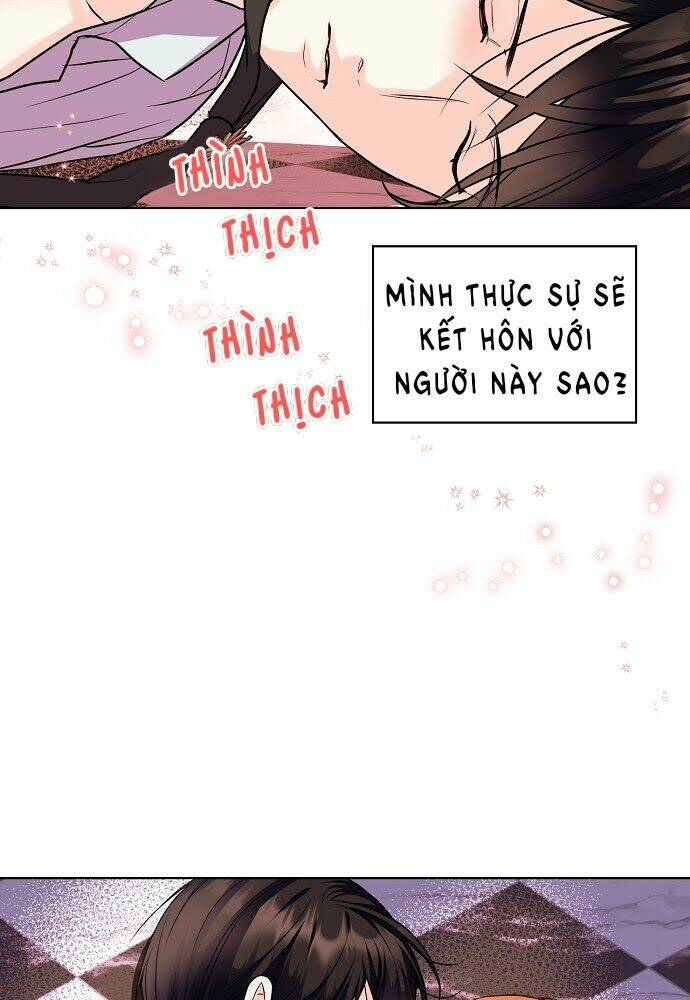 THÌNH
THỊCH
THÌNH
THỊCH
MÌNH THỰC SỰ SẼ
KẾT HÔN VỚI
NGƯỜI NÀY SAO?